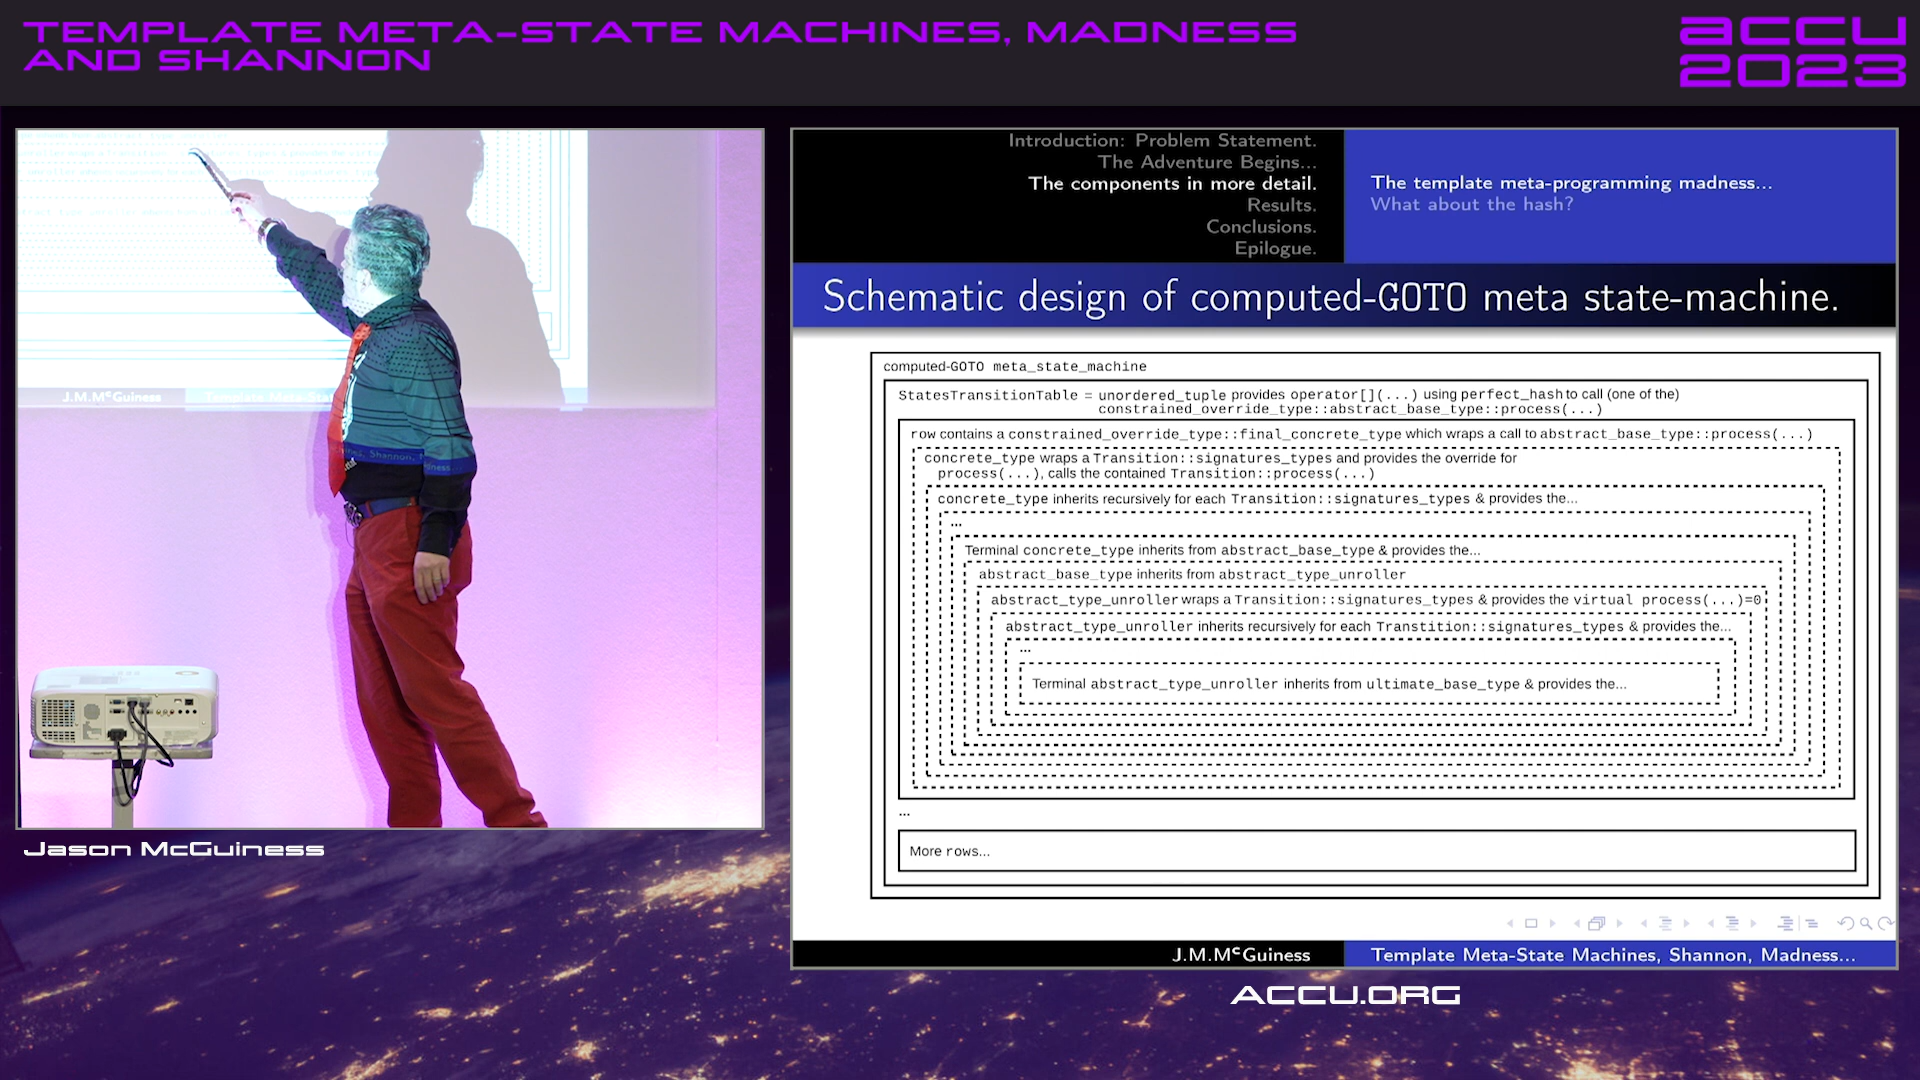 TEMPLATE META-STATE MACHINES, MADNESS
AND SHANNON
ACCU
2023
J.M.McGuiness
Jason McGuiness
Introduction: Problem Statement.
The Adventure Begins...
The components in more detail.
Results.
Conclusions.
Epilogue.
The template meta-programming madness...
What about the hash?
Schematic design of computed-GOTO meta state-machine.
computed-GOTO meta_state_machine
StatesTransitionTable = unordered_tuple provides operator[](...) using perfect_hash to call (one of the)
constrained_override_type::abstract_base_type::process(...)
row contains a constrained_override_type::final_concrete_type which wraps a call to abstract_base_type::process(...)
concrete_type wraps a Transition::signatures_types and provides the override for
process(...), calls the contained Transition::process(...)
concrete_type inherits recursively for each Transition::signatures_types & provides the...
...
Terminal concrete_type inherits from abstract_base_type & provides the...
abstract_base_type inherits from abstract_type_unroller
abstract_type_unroller wraps a Transition::signatures_types & provides the virtual process(...)=0
abstract_type_unroller inherits recursively for each Transtition::signatures_types & provides the...
...
Terminal abstract_type_unroller inherits from ultimate_base_type & provides the...
...
More rows...
J.M.McGuiness
Template Meta-State Machines, Shannon, Madness...
ACCU.ORG